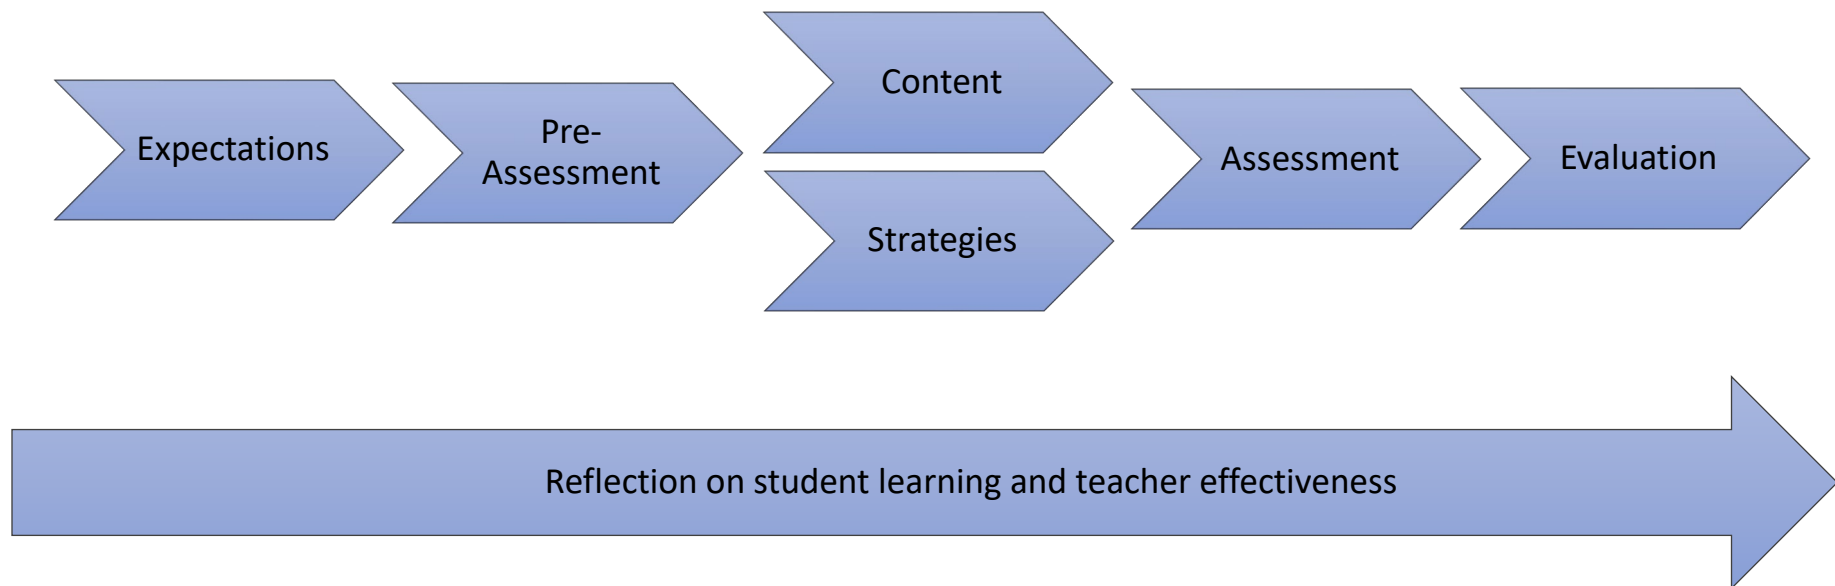 Expectations
Pre-
Assessment
Content
Strategies
Assessment
Evaluation
Reflection on student learning and teacher effectiveness